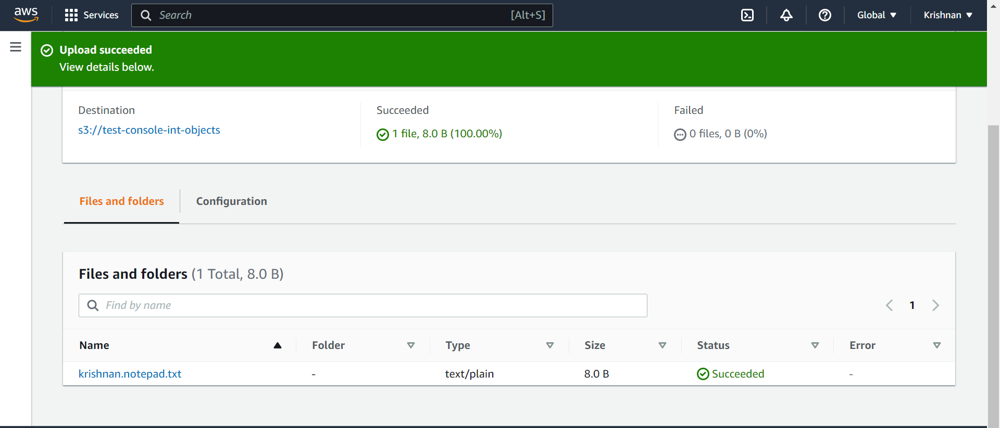 aws Services Search [Alt+S] Global Krishnan
Upload succeeded
View details below.
Destination Succeeded Failed
s3://test-console-int-objects 1 file, 8.0 B (100.00%) 0 files, 0 B (0%)
Files and folders Configuration
Files and folders (1 Total, 8.0 B)
Find by name 1
Name Folder Type Size Status Error
krishnan.notepad.txt - text/plain 8.0 B Succeeded -